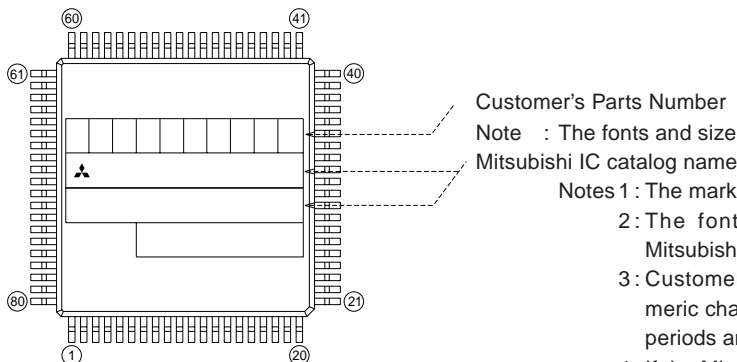 60 41
61 40
Customer's Parts Number
Note : The fonts and size
Mitsubishi IC catalog name
Notes 1 : The mark
2 : The font
Mitsubish
3 : Custome
meric cha
periods a
80 21
1 20